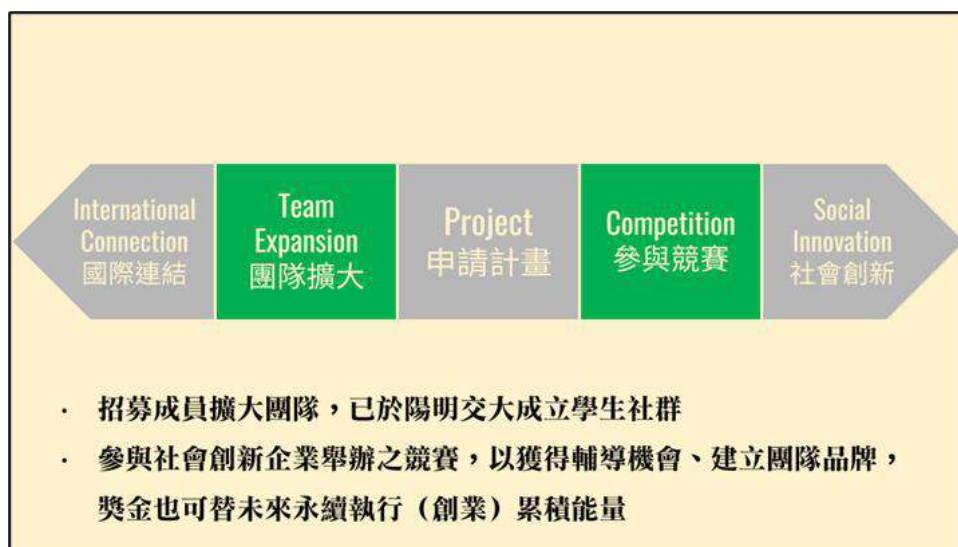 International
Connection
國際連結
Team
Expansion
團隊擴大
Project
申請計畫
Competition
參與競賽
Social
Innovation
社會創新
· 招募成員擴大團隊，已於陽明交大成立學生社群
· 參與社會創新企業舉辦之競賽，以獲得輔導機會、建立團隊品牌，
獎金也可替未來永續執行（創業）累積能量